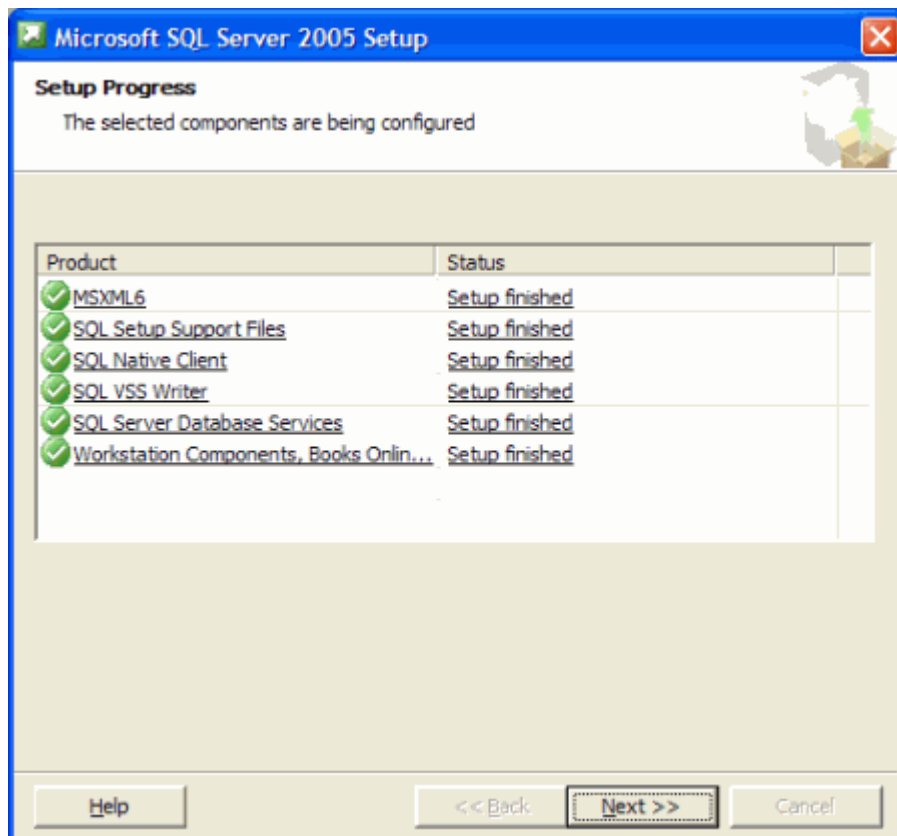 Microsoft SQL Server 2005 Setup
Setup Progress
The selected components are being configured
Product Status
MSXML6 Setup finished
SQL Setup Support Files Setup finished
SQL Native Client Setup finished
SQL VSS Writer Setup finished
SQL Server Database Services Setup finished
Workstation Components, Books Onlin... Setup finished
Help << Back Next >> Cancel